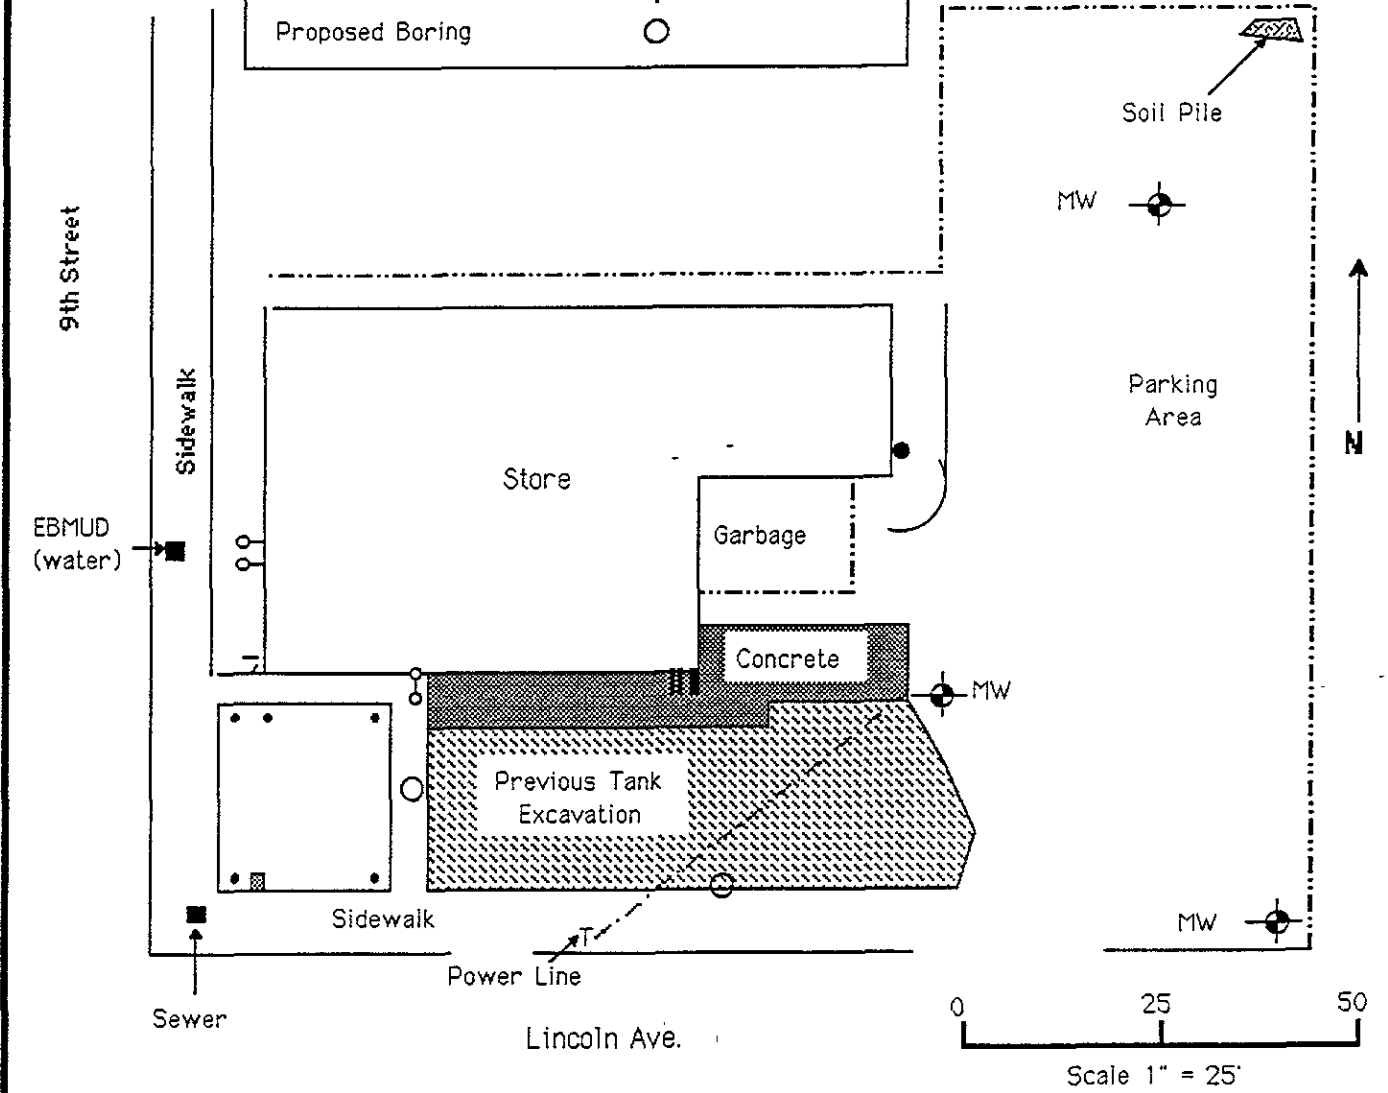 Proposed Boring
Soil Pile
MW
9th Street
Parking
Area
N
Sidewalk
Store
EBMUD
(water)
Garbage
Concrete
MW
Previous Tank
Excavation
Sidewalk
MW
T
Power Line
Sewer
Lincoln Ave.
0 25 50
Scale 1" = 25'